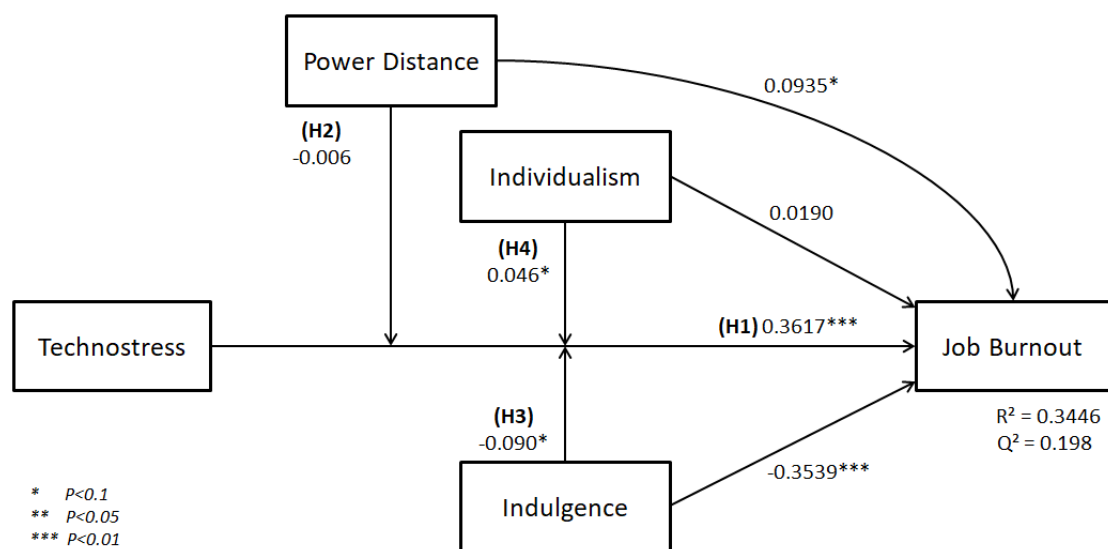 Power Distance
0.0935*
(H2)
-0.006
Individualism
0.0190
(H4)
0.046*
Technostress
(H1) 0.3617***
Job Burnout
R² = 0.3446
Q² = 0.198
(H3)
-0.090*
-0.3539***
Indulgence
* P<0.1
** P<0.05
*** P<0.01